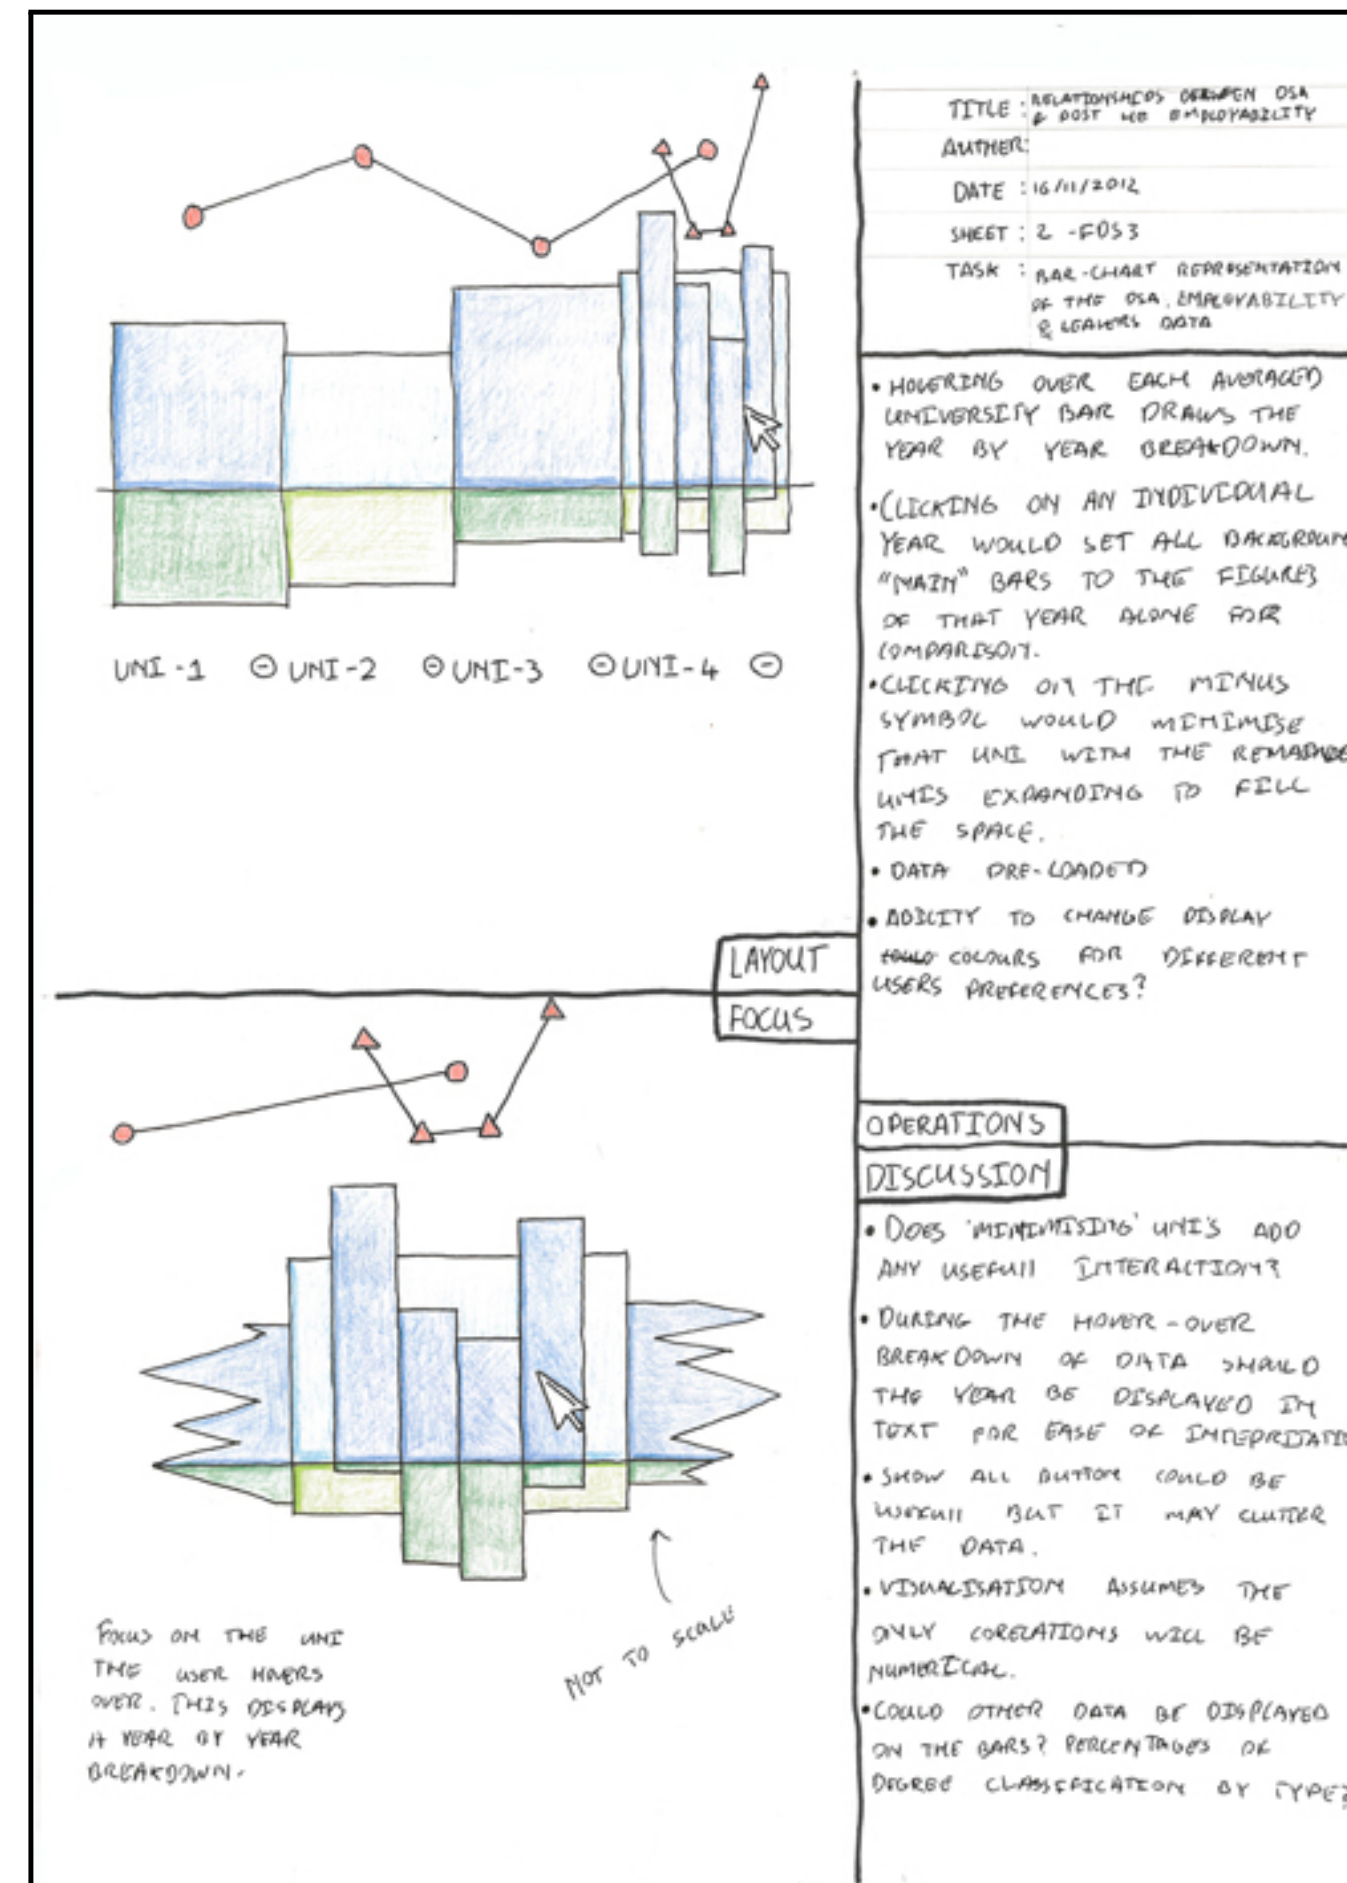 TITLE : RELATIONSHIPS BETWEEN OSA
& POST HE EMPLOYABILITY
AUTHER:
DATE : 16/11/2012
SHEET : 2 - FDS3
TASK : BAR-CHART REPRESENTATION
OF THE OSA, EMPLOYABILITY
& LEAVERS DATA
UNI-1 ⊖ UNI-2 ⊖ UNI-3 ⊖ UNI-4 ⊖
LAYOUT
FOCUS
FOCUS ON THE UNI
THE USER HOVERS
OVER. THIS DISPLAYS
A YEAR BY YEAR
BREAKDOWN.
NOT TO SCALE
• HOVERING OVER EACH AVERAGED
UNIVERSITY BAR DRAWS THE
YEAR BY YEAR BREAKDOWN.
• CLICKING ON AN INDIVIDUAL
YEAR WOULD SET ALL BACKGROUN
"MAIN" BARS TO THE FIGURES
OF THAT YEAR ALONE FOR
COMPARISON.
• CLICKING ON THE MINUS
SYMBOL WOULD MINIMISE
THAT UNI WITH THE
UNIS EXPANDING TO FILL
THE SPACE.
• DATA PRE-LOADED
• ABILITY TO CHANGE DISPLAY
COLOURS FOR DIFFERENT
USERS PREFERENCES?
OPERATIONS
DISCUSSION
• DOES 'MINIMISING' UNI'S ADD
ANY USEFULL INTERACTION?
• DURING THE HOVER-OVER
BREAKDOWN OF DATA SHOULD
THE YEAR BE DISPLAYED IN
TEXT FOR EASE OF
• SHOW ALL BUTTON COULD BE
USEFULL BUT IT MAY CLUTTER
THE DATA.
• VISUALISATION ASSUMES THE
ONLY CORELATIONS WILL BE
NUMERICAL.
• COULD OTHER DATA BE DISPLAYED
ON THE BARS? PERCENTAGES OF
DEGREE CLASSIFICATION BY TYPE?